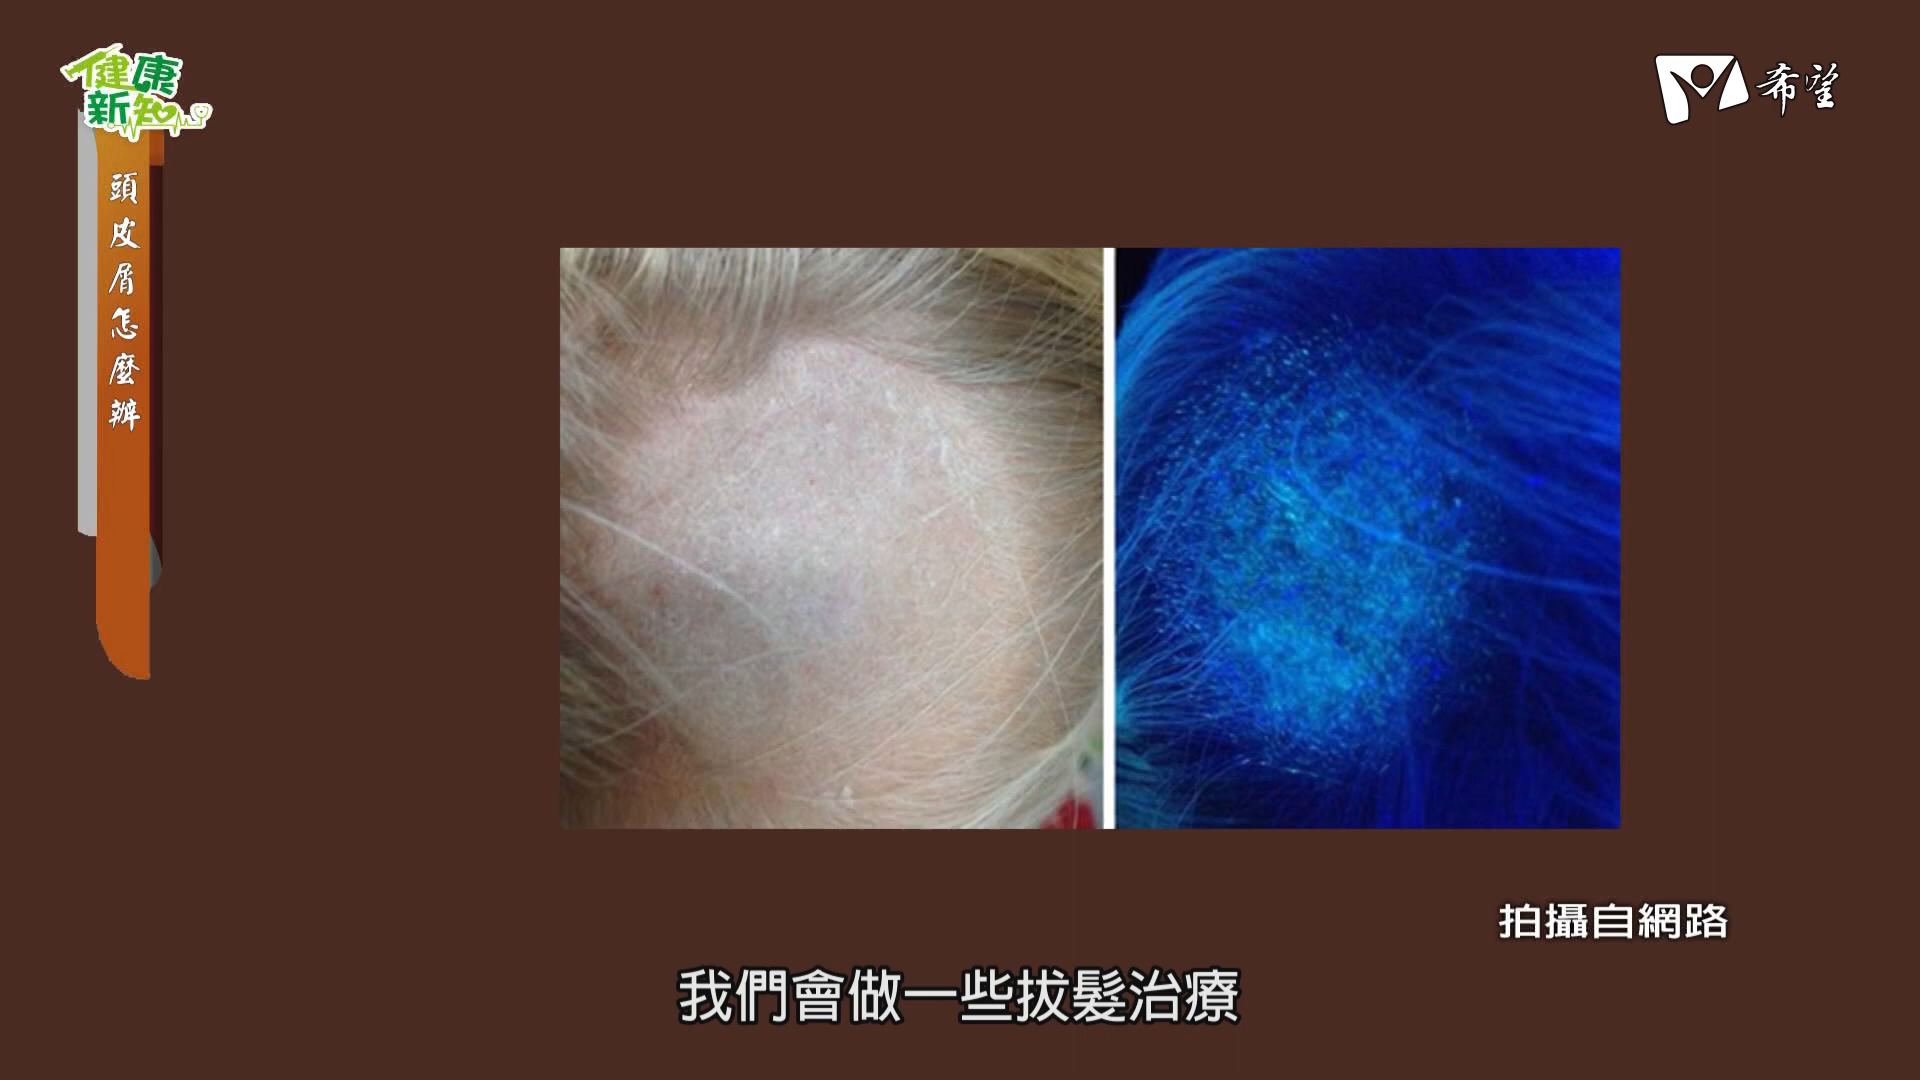 健康
新知
希望
頭皮屑怎麼辦
拍攝自網路
我們會做一些拔髮治療